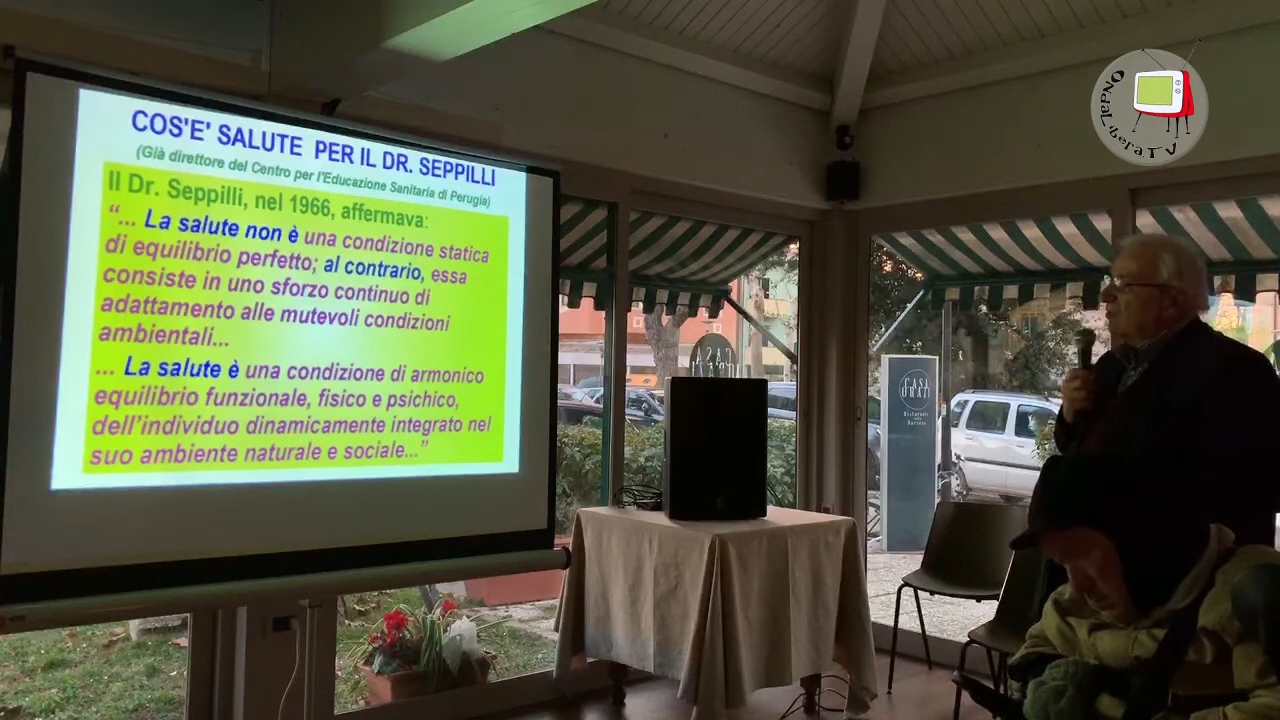 COS'E' SALUTE PER IL DR. SEPPILLI
(Già direttore del Centro per l'Educazione Sanitaria di Perugia)
Il Dr. Seppilli, nel 1966, affermava:
“... La salute non è una condizione statica
di equilibrio perfetto; al contrario, essa
consiste in uno sforzo continuo di
adattamento alle mutevoli condizioni
ambientali...
... La salute è una condizione di armonico
equilibrio funzionale, fisico e psichico,
dell'individuo dinamicamente integrato nel
suo ambiente naturale e sociale...”
OndaLibera.TV
CASA
Ristorante